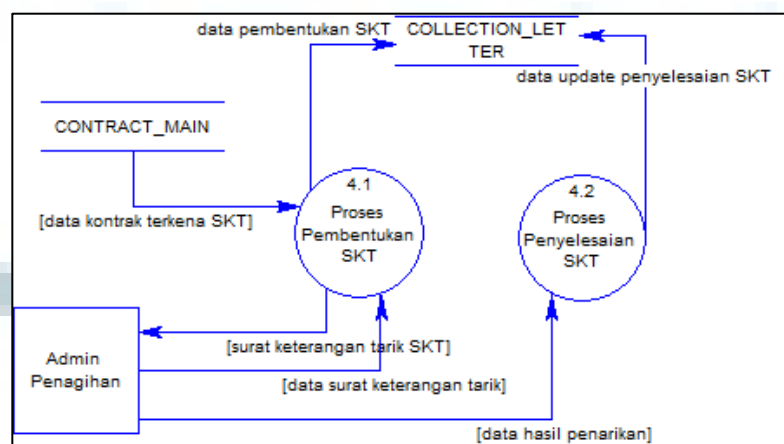 data pembentukan SKT
COLLECTION_LET
TER
data update penyelesaian SKT
CONTRACT_MAIN
[data kontrak terkena SKT]
4.1
Proses
Pembentukan
SKT
4.2
Proses
Penyelesaian
SKT
Admin
Penagihan
[surat keterangan tarik SKT]
[data surat keterangan tarik]
[data hasil penarikan]